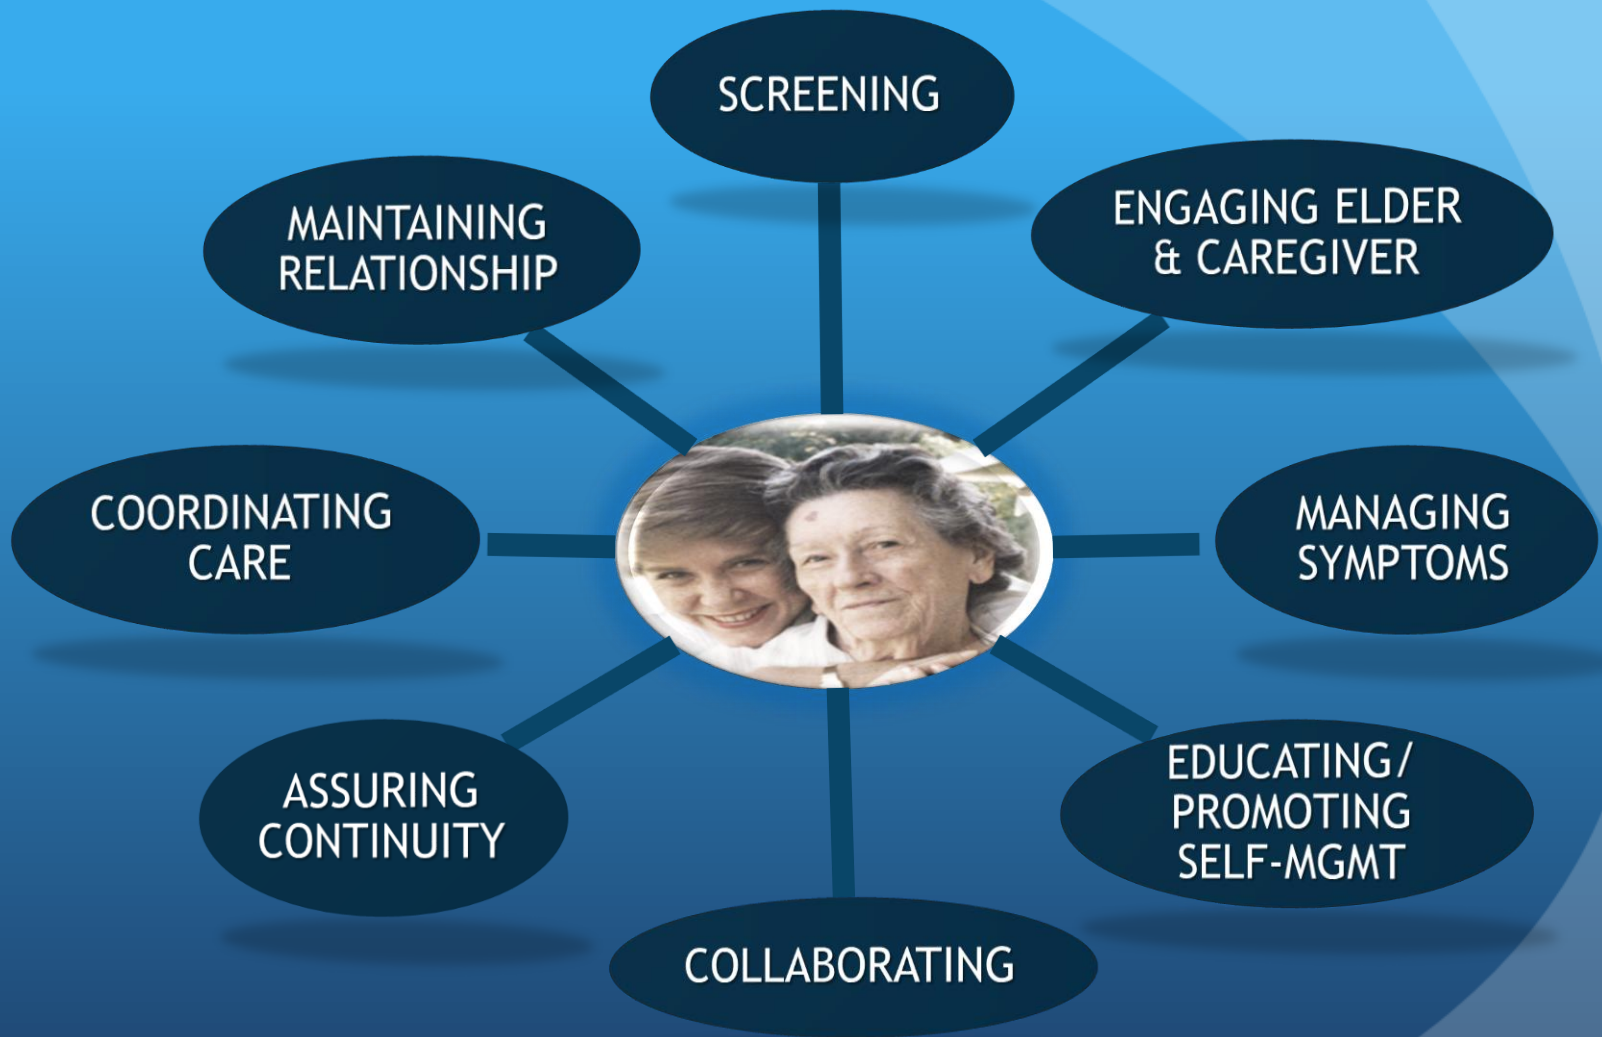 SCREENING
ENGAGING ELDER
& CAREGIVER
MANAGING
SYMPTOMS
EDUCATING/
PROMOTING
SELF-MGMT
COLLABORATING
ASSURING
CONTINUITY
COORDINATING
CARE
MAINTAINING
RELATIONSHIP